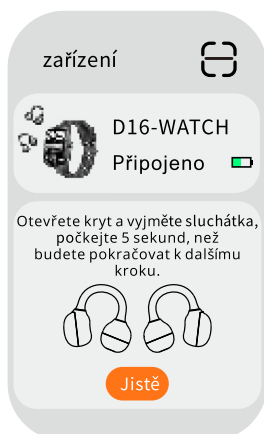 zařízení
D16-WATCH
Připojeno
Otevřete kryt a vyjměte sluchátka,
počkejte 5 sekund, než
budete pokračovat k dalšímu
kroku.
Jistě